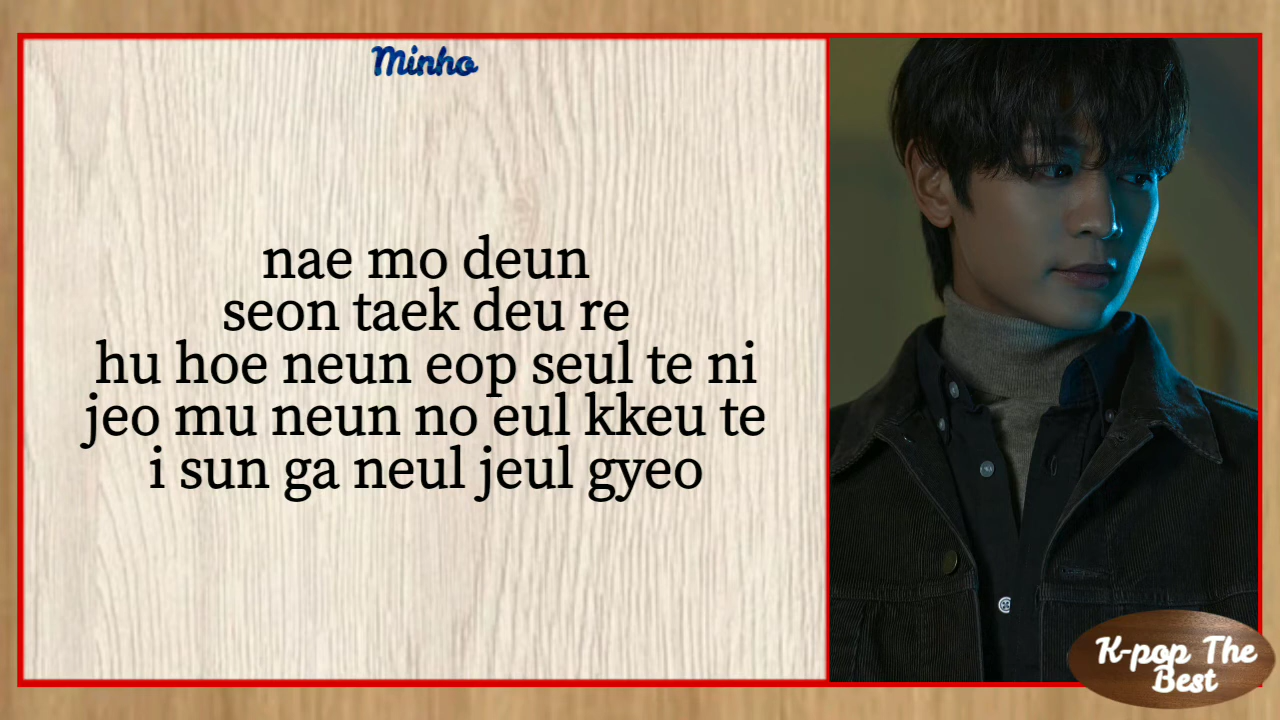 Minho
nae mo deun
seon taek deu re
hu hoe neun eop seul te ni
jeo mu neun no eul kkeu te
i sun ga neul jeul gyeo
K-pop The
Best